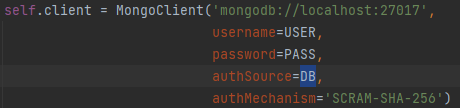 self.client = MongoClient('mongodb://localhost:27017',
username=USER,
password=PASS,
authSource=DB,
authMechanism='SCRAM-SHA-256')